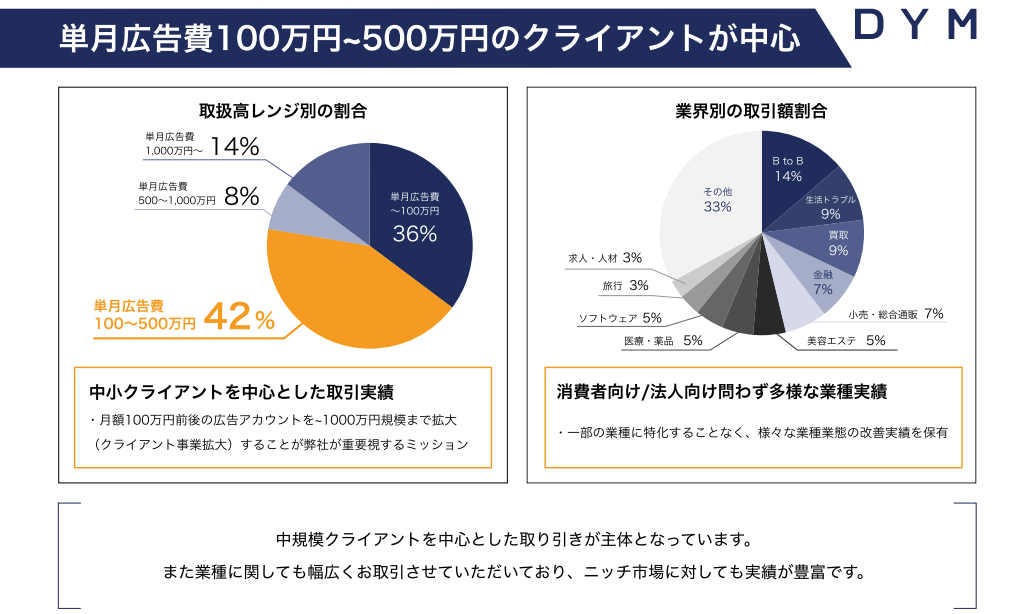 単月広告費100万円~500万円のクライアントが中心
DYM
取扱高レンジ別の割合
単月広告費
1,000万円〜 14%
単月広告費
500〜1,000万円 8%
単月広告費
〜100万円
36%
単月広告費
100〜500万円 42%
中小クライアントを中心とした取引実績
・月額100万円前後の広告アカウントを~1000万円規模まで拡大
（クライアント事業拡大）することが弊社が重要視するミッション
業界別の取引額割合
B to B
14%
生活トラブル
9%
買取
9%
金融
7%
小売・総合通販 7%
美容エステ 5%
医療・薬品 5%
ソフトウェア 5%
旅行 3%
求人・人材 3%
その他
33%
消費者向け/法人向け問わず多様な業種実績
・一部の業種に特化することなく、様々な業種業態の改善実績を保有
中規模クライアントを中心とした取り引きが主体となっています。
また業種に関しても幅広くお取引させていただいており、ニッチ市場に対しても実績が豊富です。